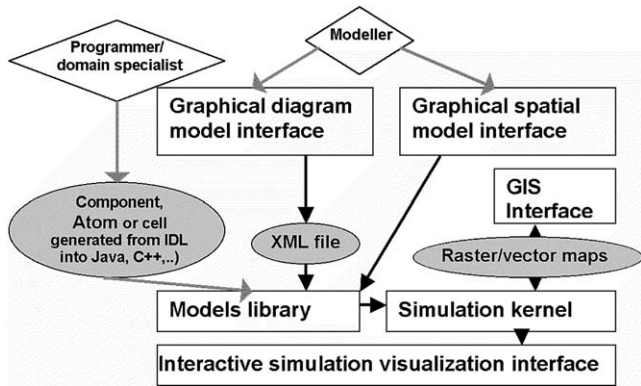 Programmer/
domain specialist
Modeller
Graphical diagram
model interface
Graphical spatial
model interface
Component,
Atom or cell
generated from IDL
into Java, C++,..)
XML file
GIS
Interface
Raster/vector maps
Models library
Simulation kernel
Interactive simulation visualization interface